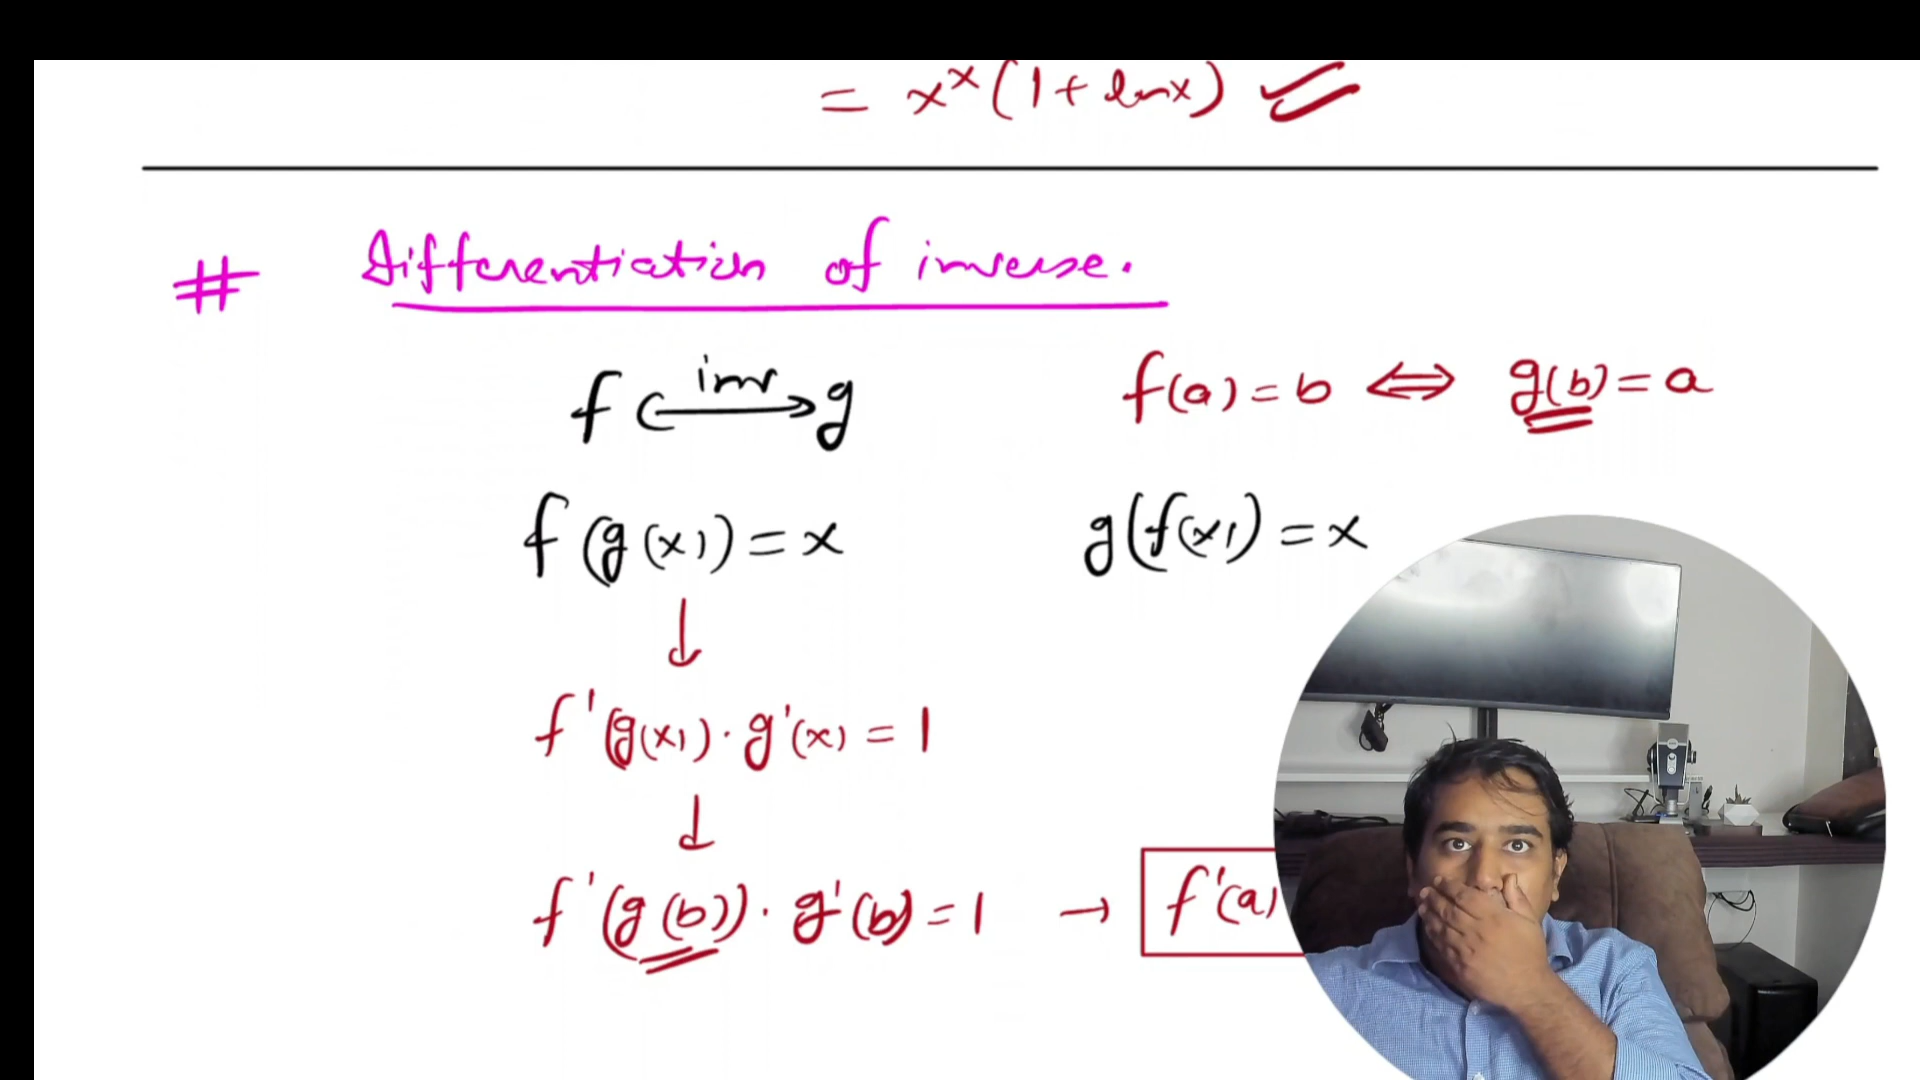 = x^x (1 + ln x)
# Differentiation of inverse.
f ⟷ g inv
f(a) = b ⟺ g(b) = a
f(g(x)) = x g(f(x)) = x
↓
f'(g(x)) · g'(x) = 1
↓
f'(g(b)) · g'(b) = 1 → f'(a)